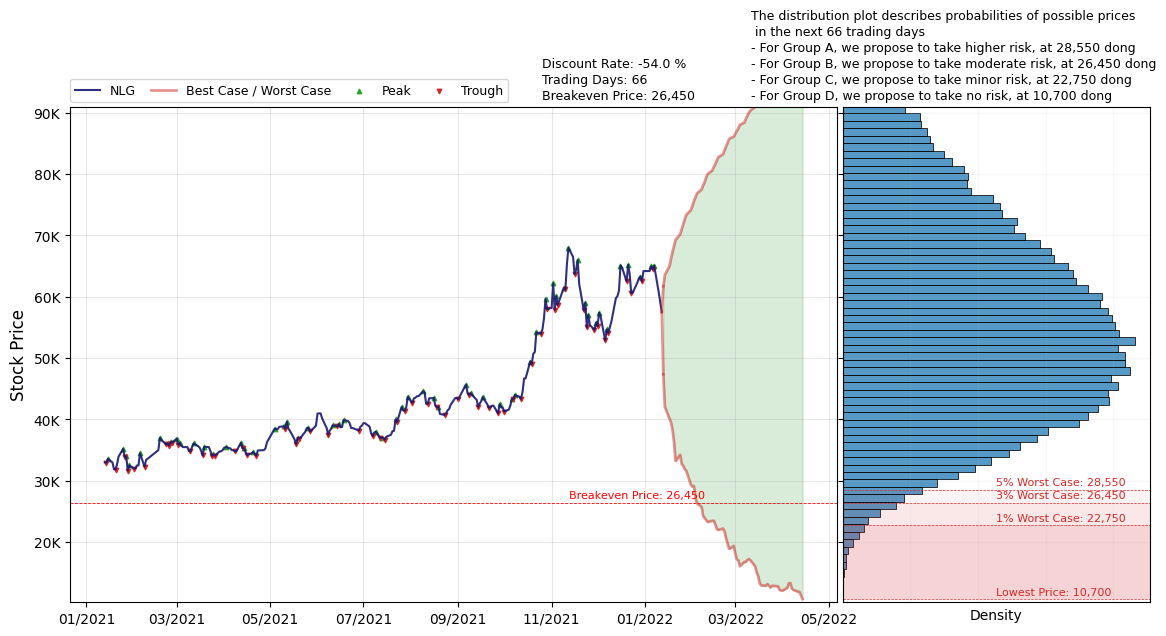 The distribution plot describes probabilities of possible prices
in the next 66 trading days
- For Group A, we propose to take higher risk, at 28,550 dong
- For Group B, we propose to take moderate risk, at 26,450 dong
- For Group C, we propose to take minor risk, at 22,750 dong
- For Group D, we propose to take no risk, at 10,700 dong
Discount Rate: -54.0 %
Trading Days: 66
Breakeven Price: 26,450
NLG Best Case / Worst Case Peak Trough
Stock Price
90K
80K
70K
60K
50K
40K
30K
20K
Breakeven Price: 26,450
5% Worst Case: 28,550
3% Worst Case: 26,450
1% Worst Case: 22,750
Lowest Price: 10,700
01/2021 03/2021 05/2021 07/2021 09/2021 11/2021 01/2022 03/2022 05/2022
Density